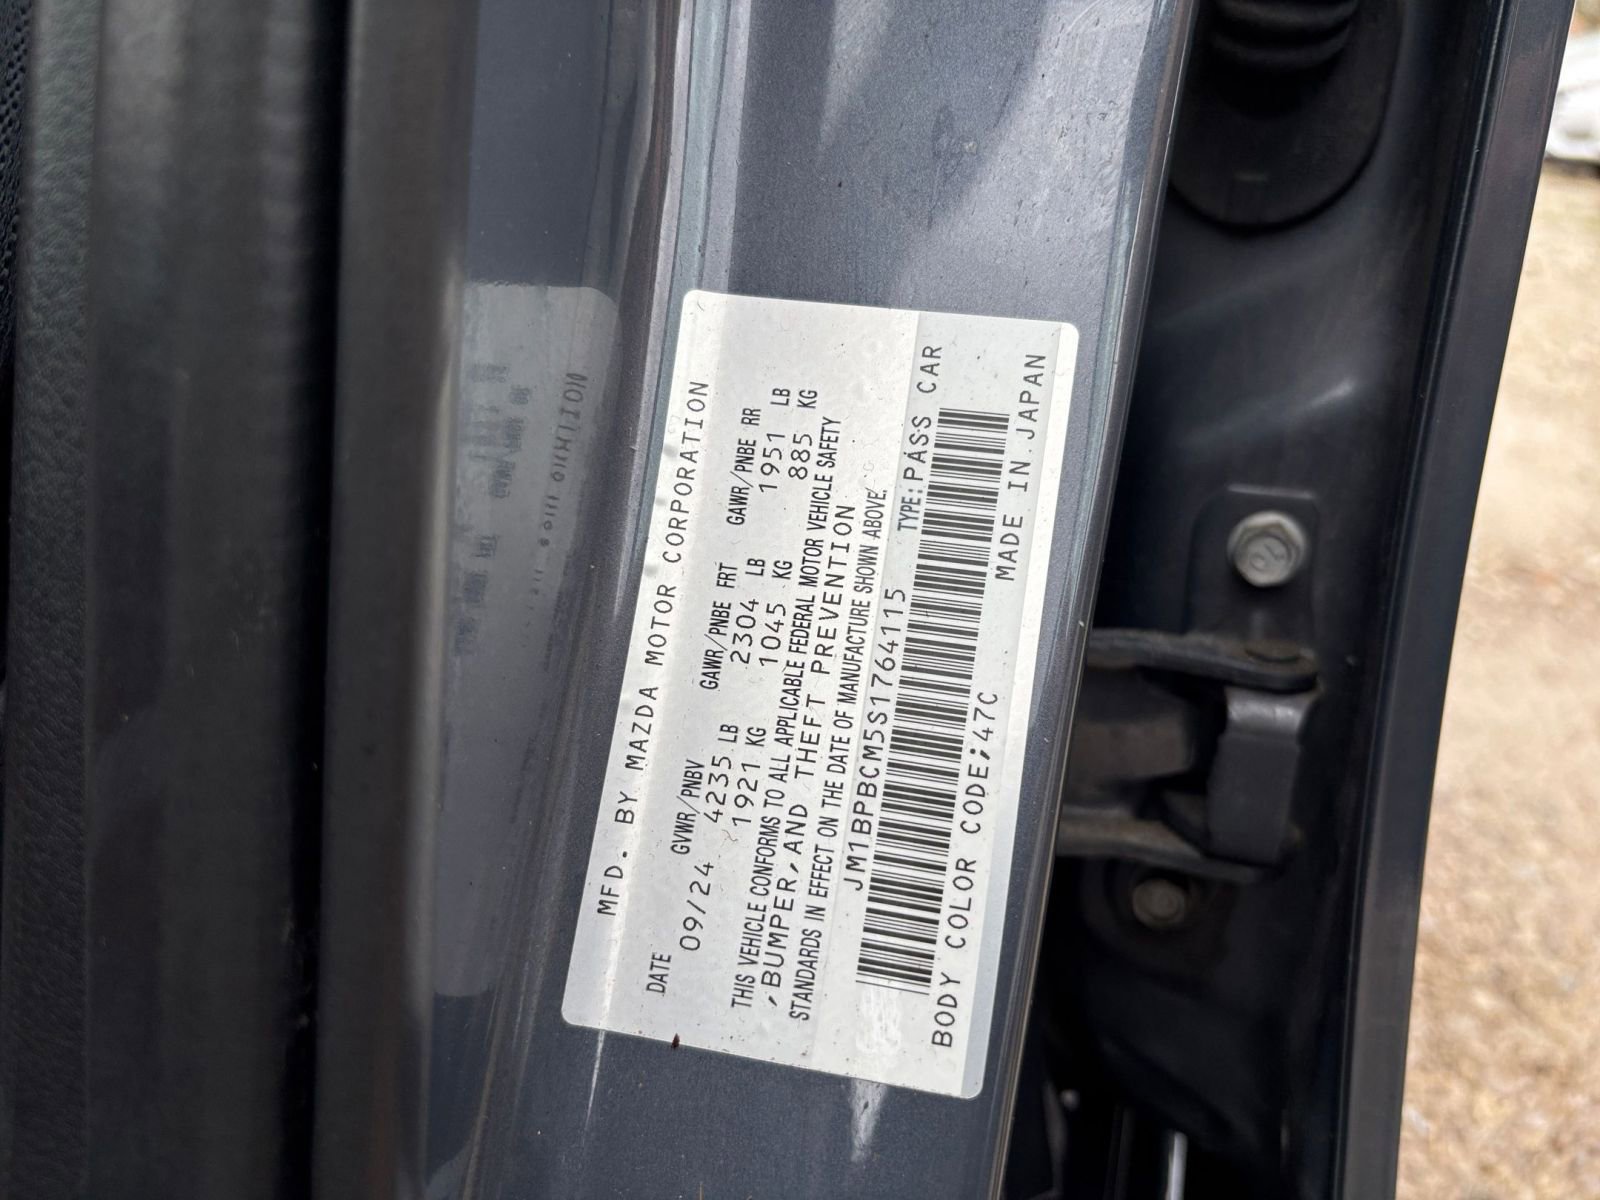 MFD. BY MAZDA MOTOR CORPORATION
DATE GVWR/PNBV GAWR/PNBE FRT GAWR/PNBE RR
09/24 4235 LB 2304 LB 1951 LB
1921 KG 1045 KG 885 KG
THIS VEHICLE CONFORMS TO ALL APPLICABLE FEDERAL MOTOR VEHICLE SAFETY
,BUMPER,AND THEFT PREVENTION
STANDARDS IN EFFECT ON THE DATE OF MANUFACTURE SHOWN ABOVE.
JM1BPBCM5S1764115 TYPE:PASS CAR
BODY COLOR CODE;47C MADE IN JAPAN